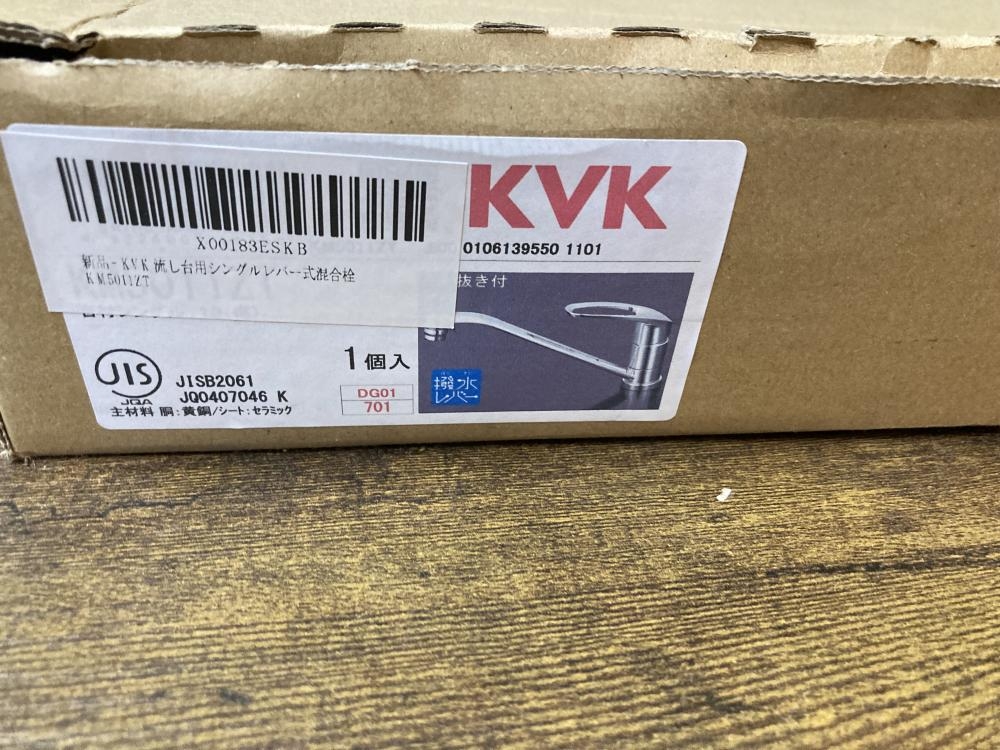 KVK
X00183ESKB
0106139550 1101
新品-KVK 流し台用シングルレバー式混合栓
KM5011ZT
抜き付
1個入
JIS
JQA
JISB2061
JQ0407046 K
DG01
701
撥水
レバー
主材料 胴:黄銅/シート:セラミック